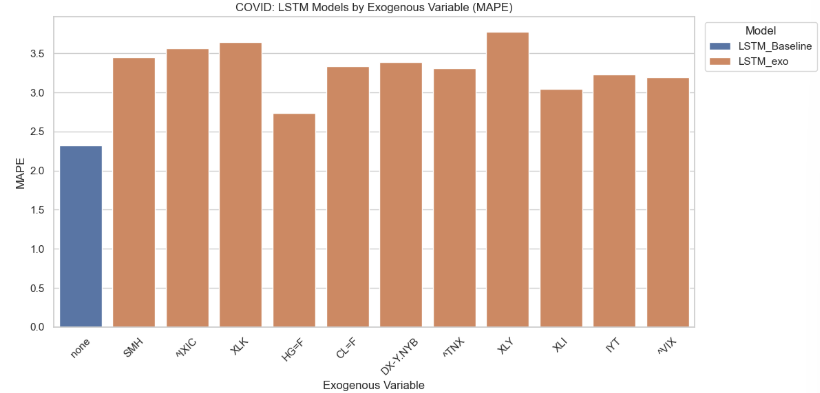 COVID: LSTM Models by Exogenous Variable (MAPE)
Model
LSTM_Baseline
LSTM_exo
MAPE
3.5
3.0
2.5
2.0
1.5
1.0
0.5
0.0
none
SMH
^IXIC
XLK
HG=F
CL=F
DX-Y.NYB
^TNX
XLY
XLI
IYT
^VIX
Exogenous Variable